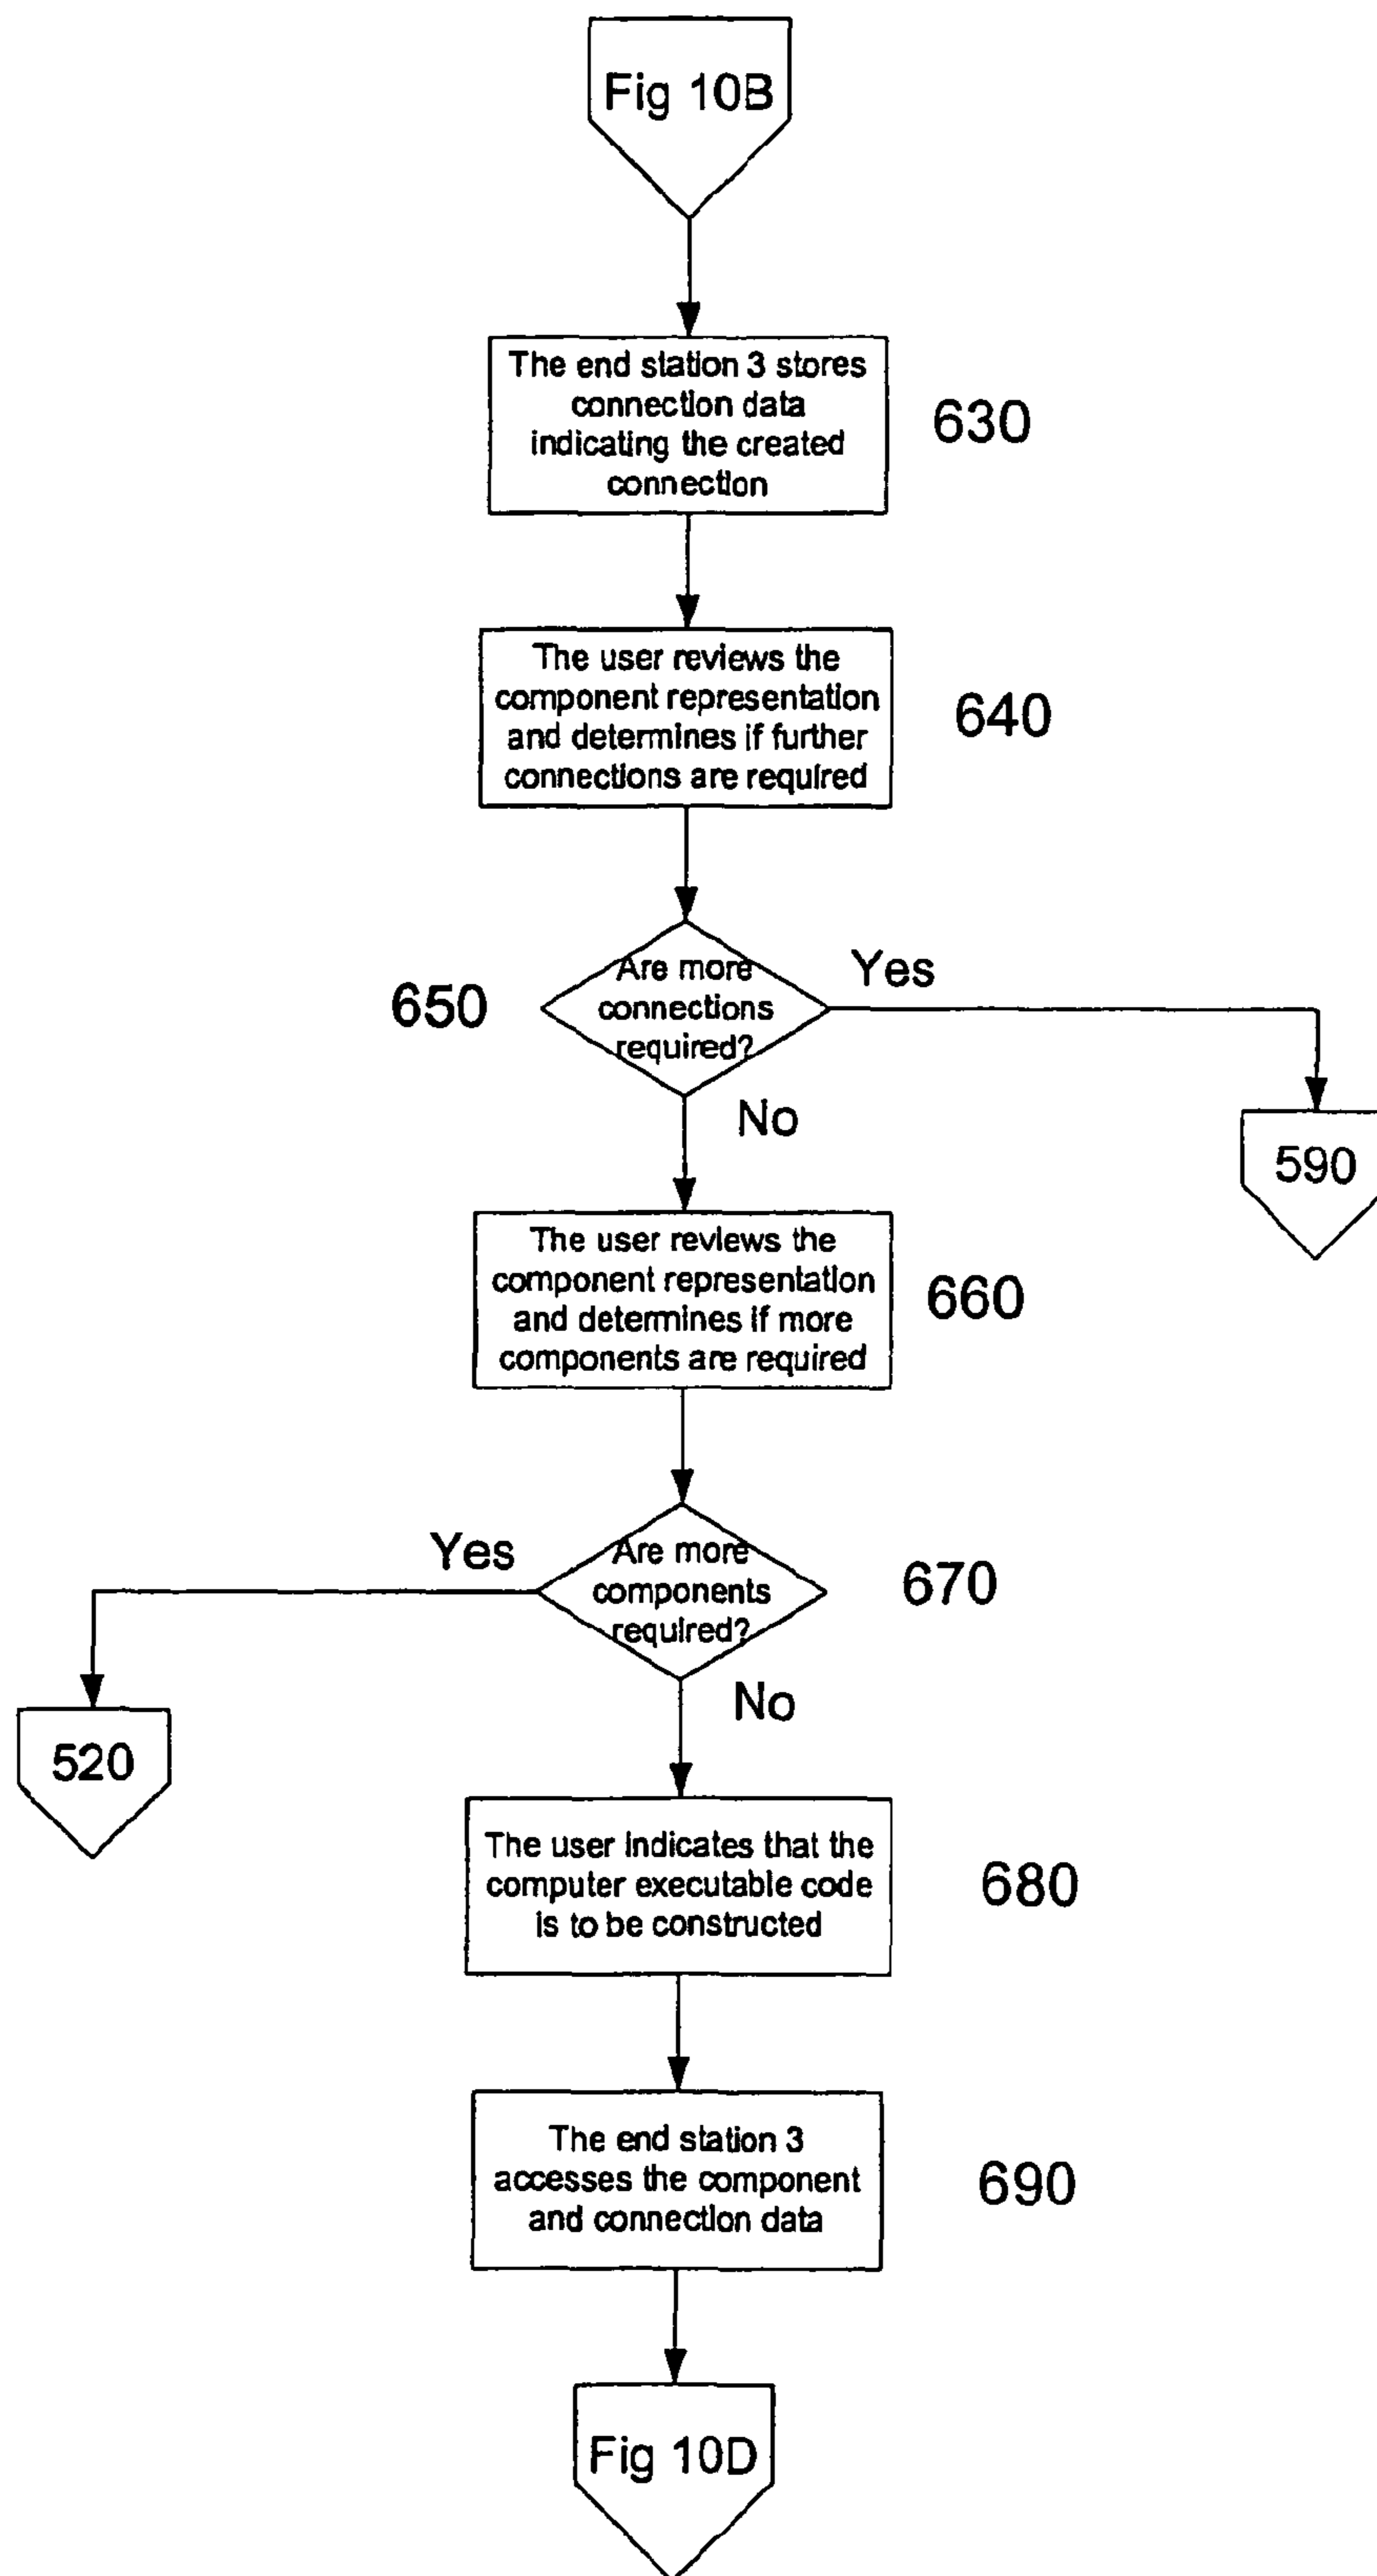 Fig 10B
The end station 3 stores
connection data
indicating the created
connection
630
The user reviews the
component representation
and determines if further
connections are required
640
650
Are more
connections
required?
Yes
No
590
The user reviews the
component representation
and determines if more
components are required
660
Yes
Are more
components
required?
670
No
520
The user indicates that the
computer executable code
is to be constructed
680
The end station 3
accesses the component
and connection data
690
Fig 10D